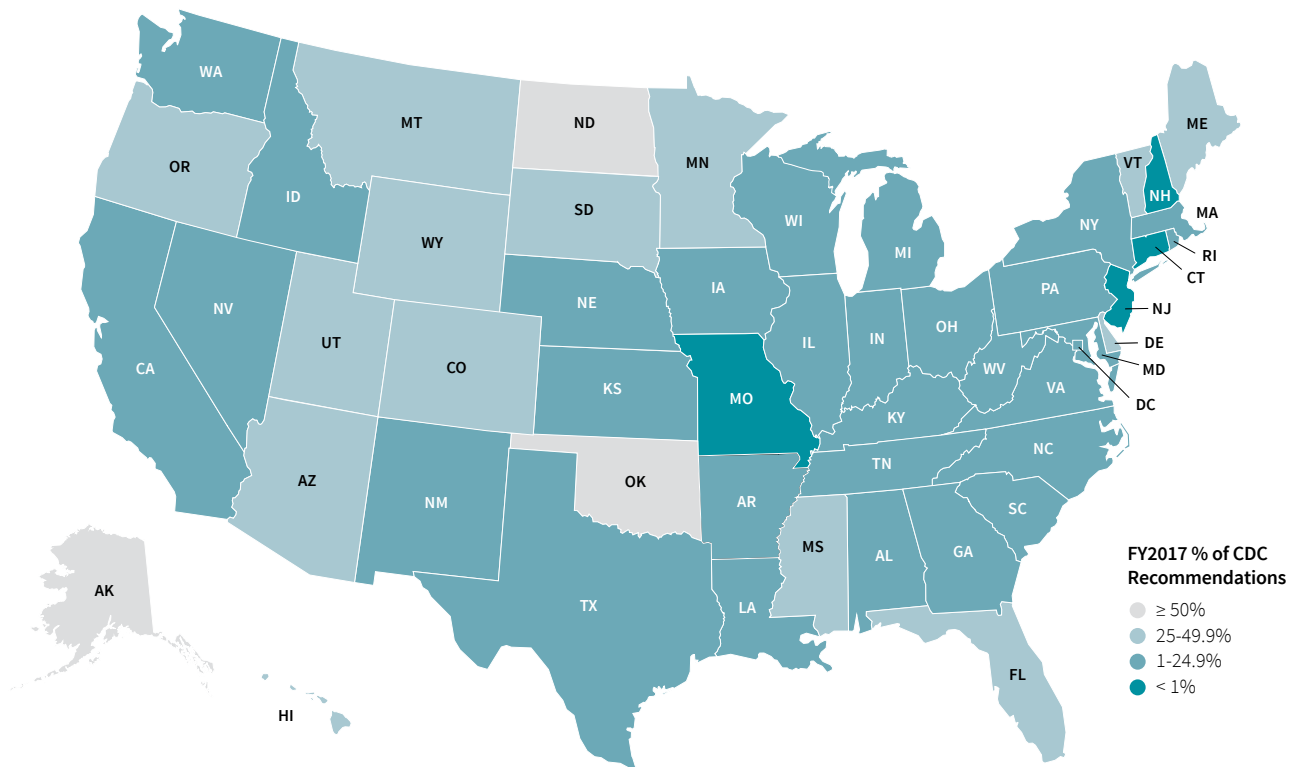 WA
MT
ND
MN
ME
VT
OR
ID
SD
WI
NH
MA
NY
WY
MI
RI
CT
IA
NE
PA
NV
NJ
UT
OH
IL
IN
DE
CO
CA
WV
MD
KS
VA
MO
DC
KY
NC
TN
AZ
OK
NM
AR
SC
MS
AL
GA
AK
TX
LA
FL
HI
FY2017 % of CDC
Recommendations
≥ 50%
25-49.9%
1-24.9%
< 1%